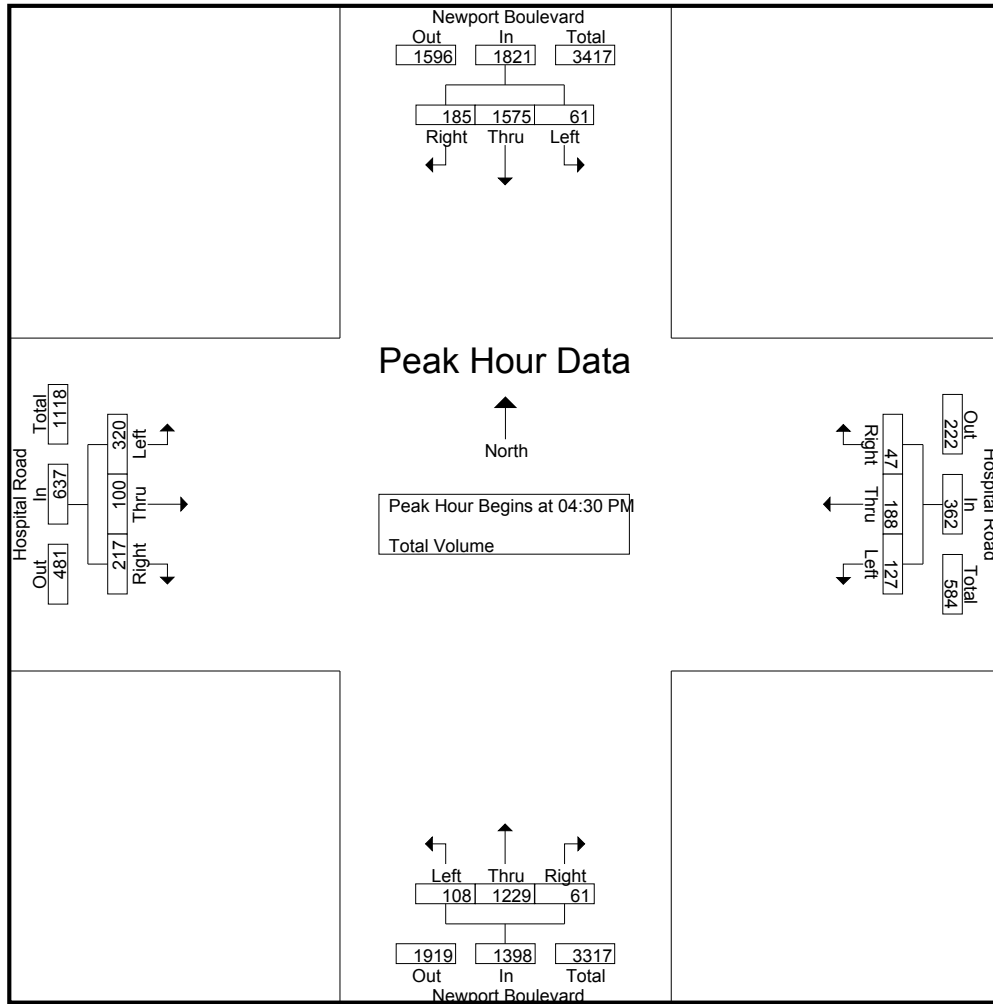 Newport Boulevard
Out In Total
1596 1821 3417
185 1575 61
Right Thru Left
Peak Hour Data
North
Peak Hour Begins at 04:30 PM
Total Volume
Hospital Road
Total In Out
1118 637 481
320 100 217
Left Thru Right
Hospital Road
Out In Total
222 362 584
47 188 127
Right Thru Left
Left Thru Right
108 1229 61
1919 1398 3317
Out In Total
Newport Boulevard